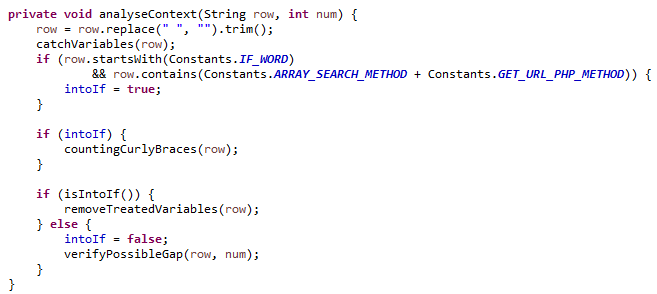 private void analyseContext(String row, int num) {
    row = row.replace(" ", "").trim();
    catchVariables(row);
    if (row.startsWith(Constants.IF_WORD)
            && row.contains(Constants.ARRAY_SEARCH_METHOD + Constants.GET_URL_PHP_METHOD)) {
        intoIf = true;
    }

    if (intoIf) {
        countingCurlyBraces(row);
    }

    if (isIntoIf()) {
        removeTreatedVariables(row);
    } else {
        intoIf = false;
        verifyPossibleGap(row, num);
    }
}